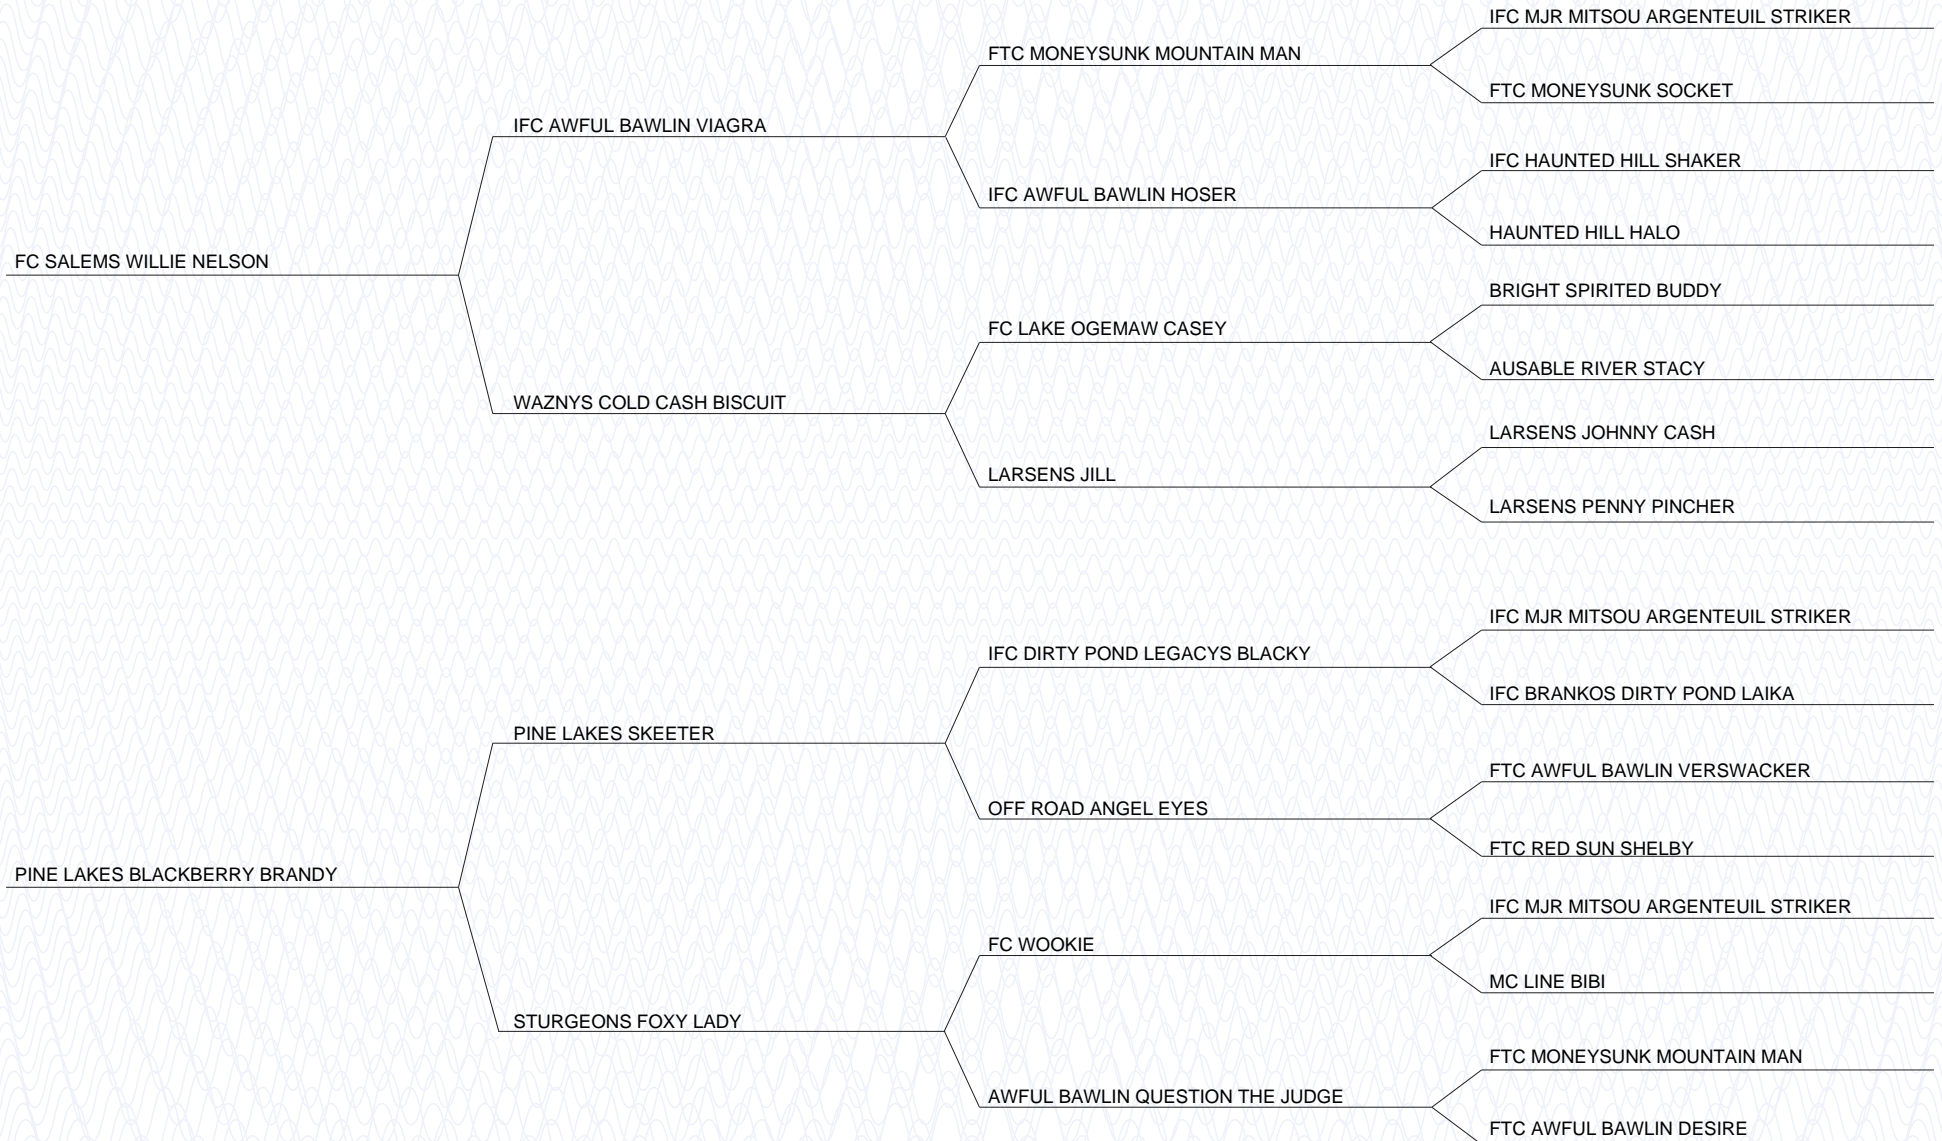 IFC MJR MITSOU ARGENTEUIL STRIKER
FTC MONEYSUNK MOUNTAIN MAN
FTC MONEYSUNK SOCKET
IFC AWFUL BAWLIN VIAGRA
IFC HAUNTED HILL SHAKER
IFC AWFUL BAWLIN HOSER
HAUNTED HILL HALO
FC SALEMS WILLIE NELSON
BRIGHT SPIRITED BUDDY
FC LAKE OGEMAW CASEY
AUSABLE RIVER STACY
WAZNYS COLD CASH BISCUIT
LARSENS JOHNNY CASH
LARSENS JILL
LARSENS PENNY PINCHER
IFC MJR MITSOU ARGENTEUIL STRIKER
IFC DIRTY POND LEGACYS BLACKY
IFC BRANKOS DIRTY POND LAIKA
PINE LAKES SKEETER
FTC AWFUL BAWLIN VERSWACKER
OFF ROAD ANGEL EYES
FTC RED SUN SHELBY
PINE LAKES BLACKBERRY BRANDY
IFC MJR MITSOU ARGENTEUIL STRIKER
FC WOOKIE
MC LINE BIBI
STURGEONS FOXY LADY
FTC MONEYSUNK MOUNTAIN MAN
AWFUL BAWLIN QUESTION THE JUDGE
FTC AWFUL BAWLIN DESIRE